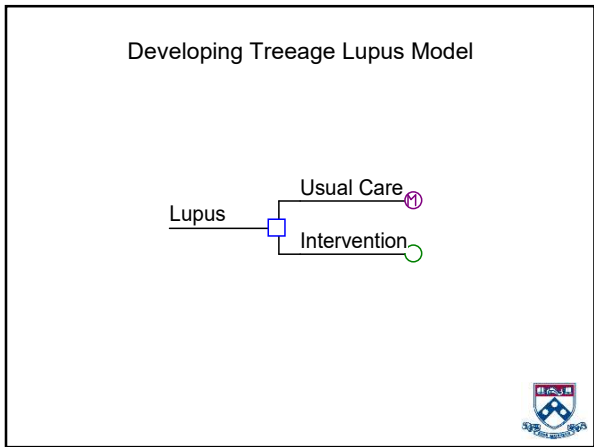 Developing Treeage Lupus Model
Usual Care
M
Lupus
Intervention